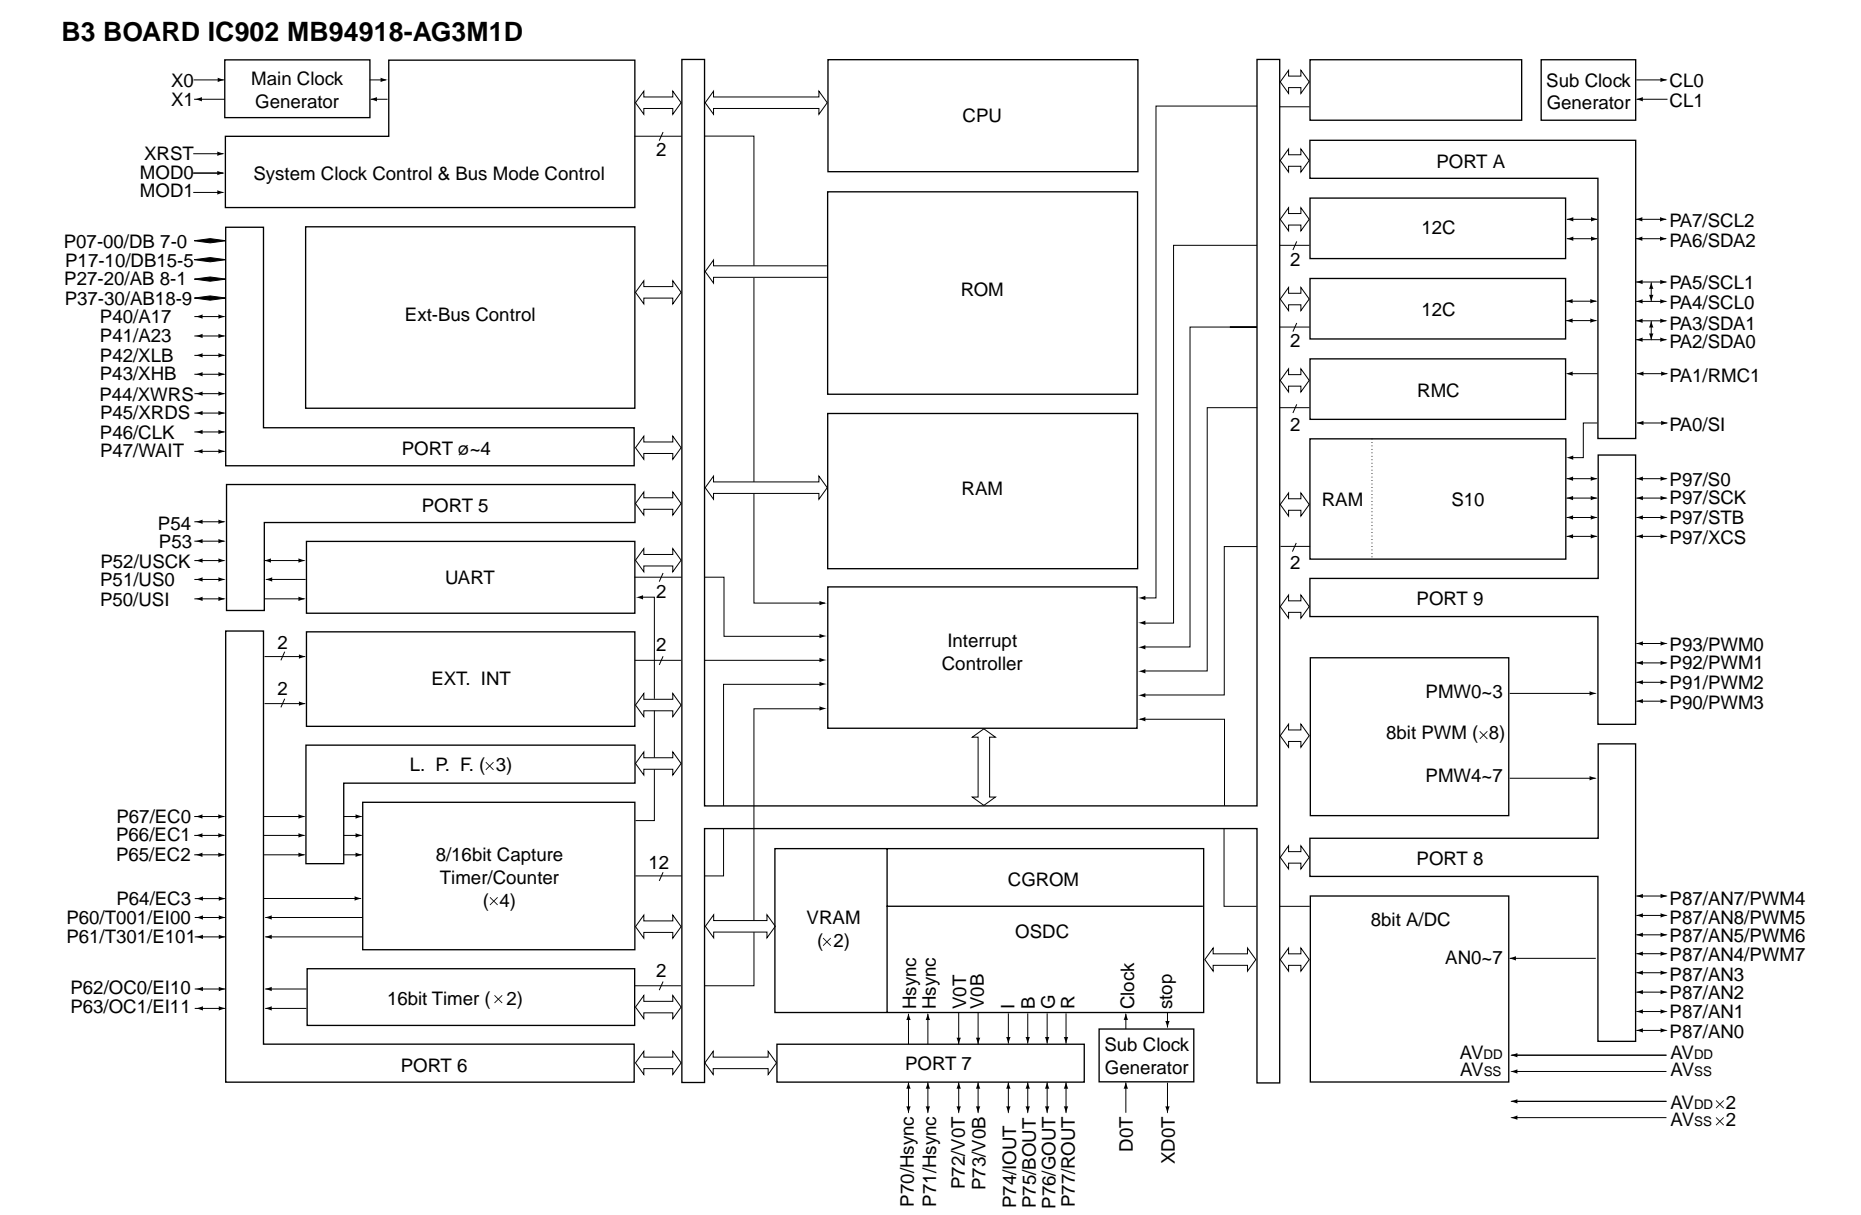 B3 BOARD IC902 MB94918-AG3M1D
X0
X1
Main Clock
Generator
XRST
MOD0
MOD1
System Clock Control & Bus Mode Control
2
P07-00/DB 7-0
P17-10/DB15-5
P27-20/AB 8-1
P37-30/AB18-9
P40/A17
P41/A23
P42/XLB
P43/XHB
P44/XWRS
P45/XRDS
P46/CLK
P47/WAIT
Ext-Bus Control
PORT ø~4
PORT 5
P54
P53
P52/USCK
P51/US0
P50/USI
UART
2
2
2
EXT. INT
2
L. P. F. (×3)
P67/EC0
P66/EC1
P65/EC2
P64/EC3
P60/T001/EI00
P61/T301/E101
8/16bit Capture
Timer/Counter
(×4)
12
P62/OC0/EI10
P63/OC1/EI11
16bit Timer (×2)
2
PORT 6
CPU
ROM
RAM
Interrupt
Controller
VRAM
(×2)
CGROM
OSDC
Hsync
Hsync
V0T
V0B
I
B
G
R
Clock
stop
PORT 7
Sub Clock
Generator
P70/Hsync
P71/Hsync
P72/V0T
P73/V0B
P74/IOUT
P75/BOUT
P76/GOUT
P77/ROUT
D0T
XD0T
Sub Clock
Generator
CL0
CL1
PORT A
12C
2
12C
2
RMC
2
RAM
S10
2
PA7/SCL2
PA6/SDA2
PA5/SCL1
PA4/SCL0
PA3/SDA1
PA2/SDA0
PA1/RMC1
PA0/SI
P97/S0
P97/SCK
P97/STB
P97/XCS
PORT 9
P93/PWM0
P92/PWM1
P91/PWM2
P90/PWM3
PMW0~3
8bit PWM (×8)
PMW4~7
PORT 8
8bit A/DC
AN0~7
AVDD
AVSS
P87/AN7/PWM4
P87/AN8/PWM5
P87/AN5/PWM6
P87/AN4/PWM7
P87/AN3
P87/AN2
P87/AN1
P87/AN0
AVDD
AVSS
AVDD×2
AVSS×2